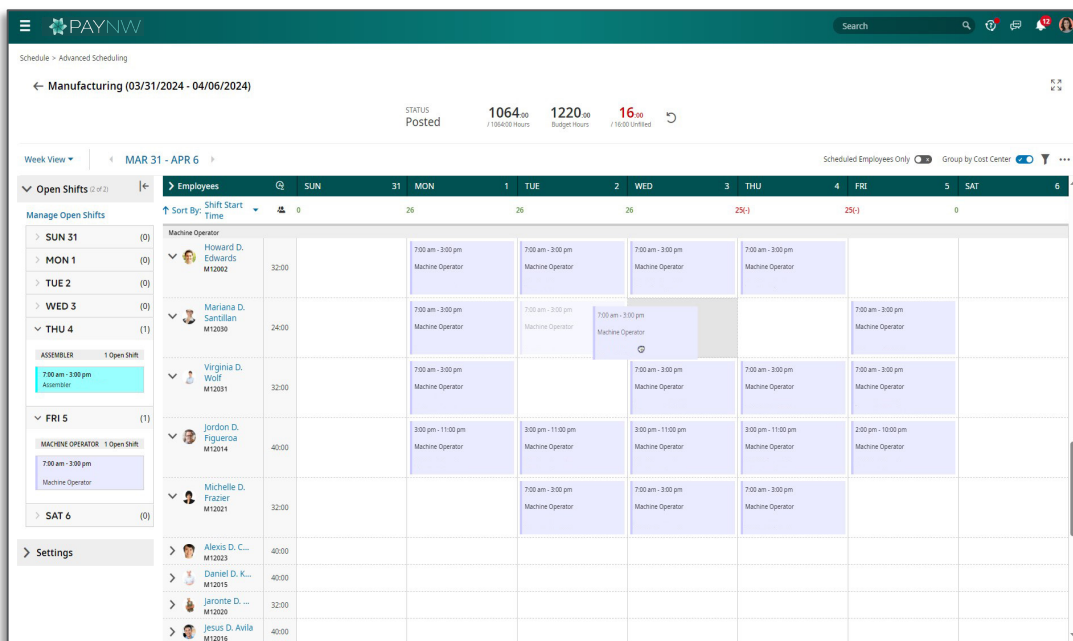 PAYNW
Search
12
Schedule > Advanced Scheduling
← Manufacturing (03/31/2024 - 04/06/2024)
STATUS
Posted
1064:00
/ 1064:00 Hours
1220:00
Budget Hours
16:00
/ 16:00 Unfilled
Week View
MAR 31 - APR 6
Scheduled Employees Only
Group by Cost Center
Open Shifts (2 of 2)
Manage Open Shifts
SUN 31 (0)
MON 1 (0)
TUE 2 (0)
WED 3 (0)
THU 4 (1)
ASSEMBLER 1 Open Shift
7:00 am - 3:00 pm
Assembler
FRI 5 (1)
MACHINE OPERATOR 1 Open Shift
7:00 am - 3:00 pm
Machine Operator
SAT 6 (0)
Settings
Employees SUN 31 MON 1 TUE 2 WED 3 THU 4 FRI 5 SAT 6
Sort By: Shift Start Time 0 26 26 26 25(-) 25(-) 0
Machine Operator
Howard D. Edwards
M12002
32:00
7:00 am - 3:00 pm
Machine Operator
7:00 am - 3:00 pm
Machine Operator
7:00 am - 3:00 pm
Machine Operator
7:00 am - 3:00 pm
Machine Operator
Mariana D. Santillan
M12030
24:00
7:00 am - 3:00 pm
Machine Operator
7:00 am - 3:00 pm
Machine Operator
7:00 am - 3:00 pm
Machine Operator
7:00 am - 3:00 pm
Machine Operator
Virginia D. Wolf
M12031
32:00
7:00 am - 3:00 pm
Machine Operator
7:00 am - 3:00 pm
Machine Operator
7:00 am - 3:00 pm
Machine Operator
7:00 am - 3:00 pm
Machine Operator
Jordon D. Figueroa
M12014
40:00
3:00 pm - 11:00 pm
Machine Operator
3:00 pm - 11:00 pm
Machine Operator
3:00 pm - 11:00 pm
Machine Operator
3:00 pm - 11:00 pm
Machine Operator
2:00 pm - 10:00 pm
Machine Operator
Michelle D. Frazier
M12021
32:00
7:00 am - 3:00 pm
Machine Operator
7:00 am - 3:00 pm
Machine Operator
7:00 am - 3:00 pm
Machine Operator
Alexis D. C...
M12023
40:00
Daniel D. K...
M12015
40:00
Jaronte D. ...
M12020
32:00
Jesus D. Avila
M12016
40:00